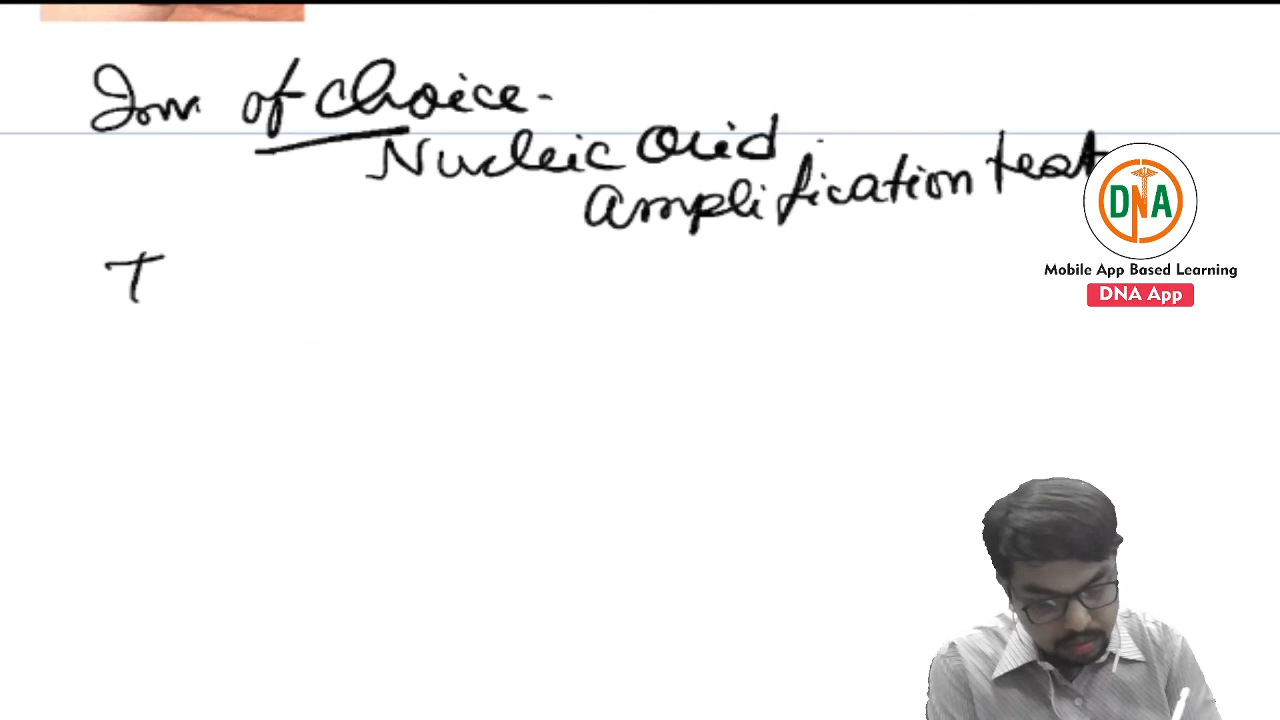 Inv. of choice -
Nucleic acid
Amplification test
T
DNA
Mobile App Based Learning
DNA App